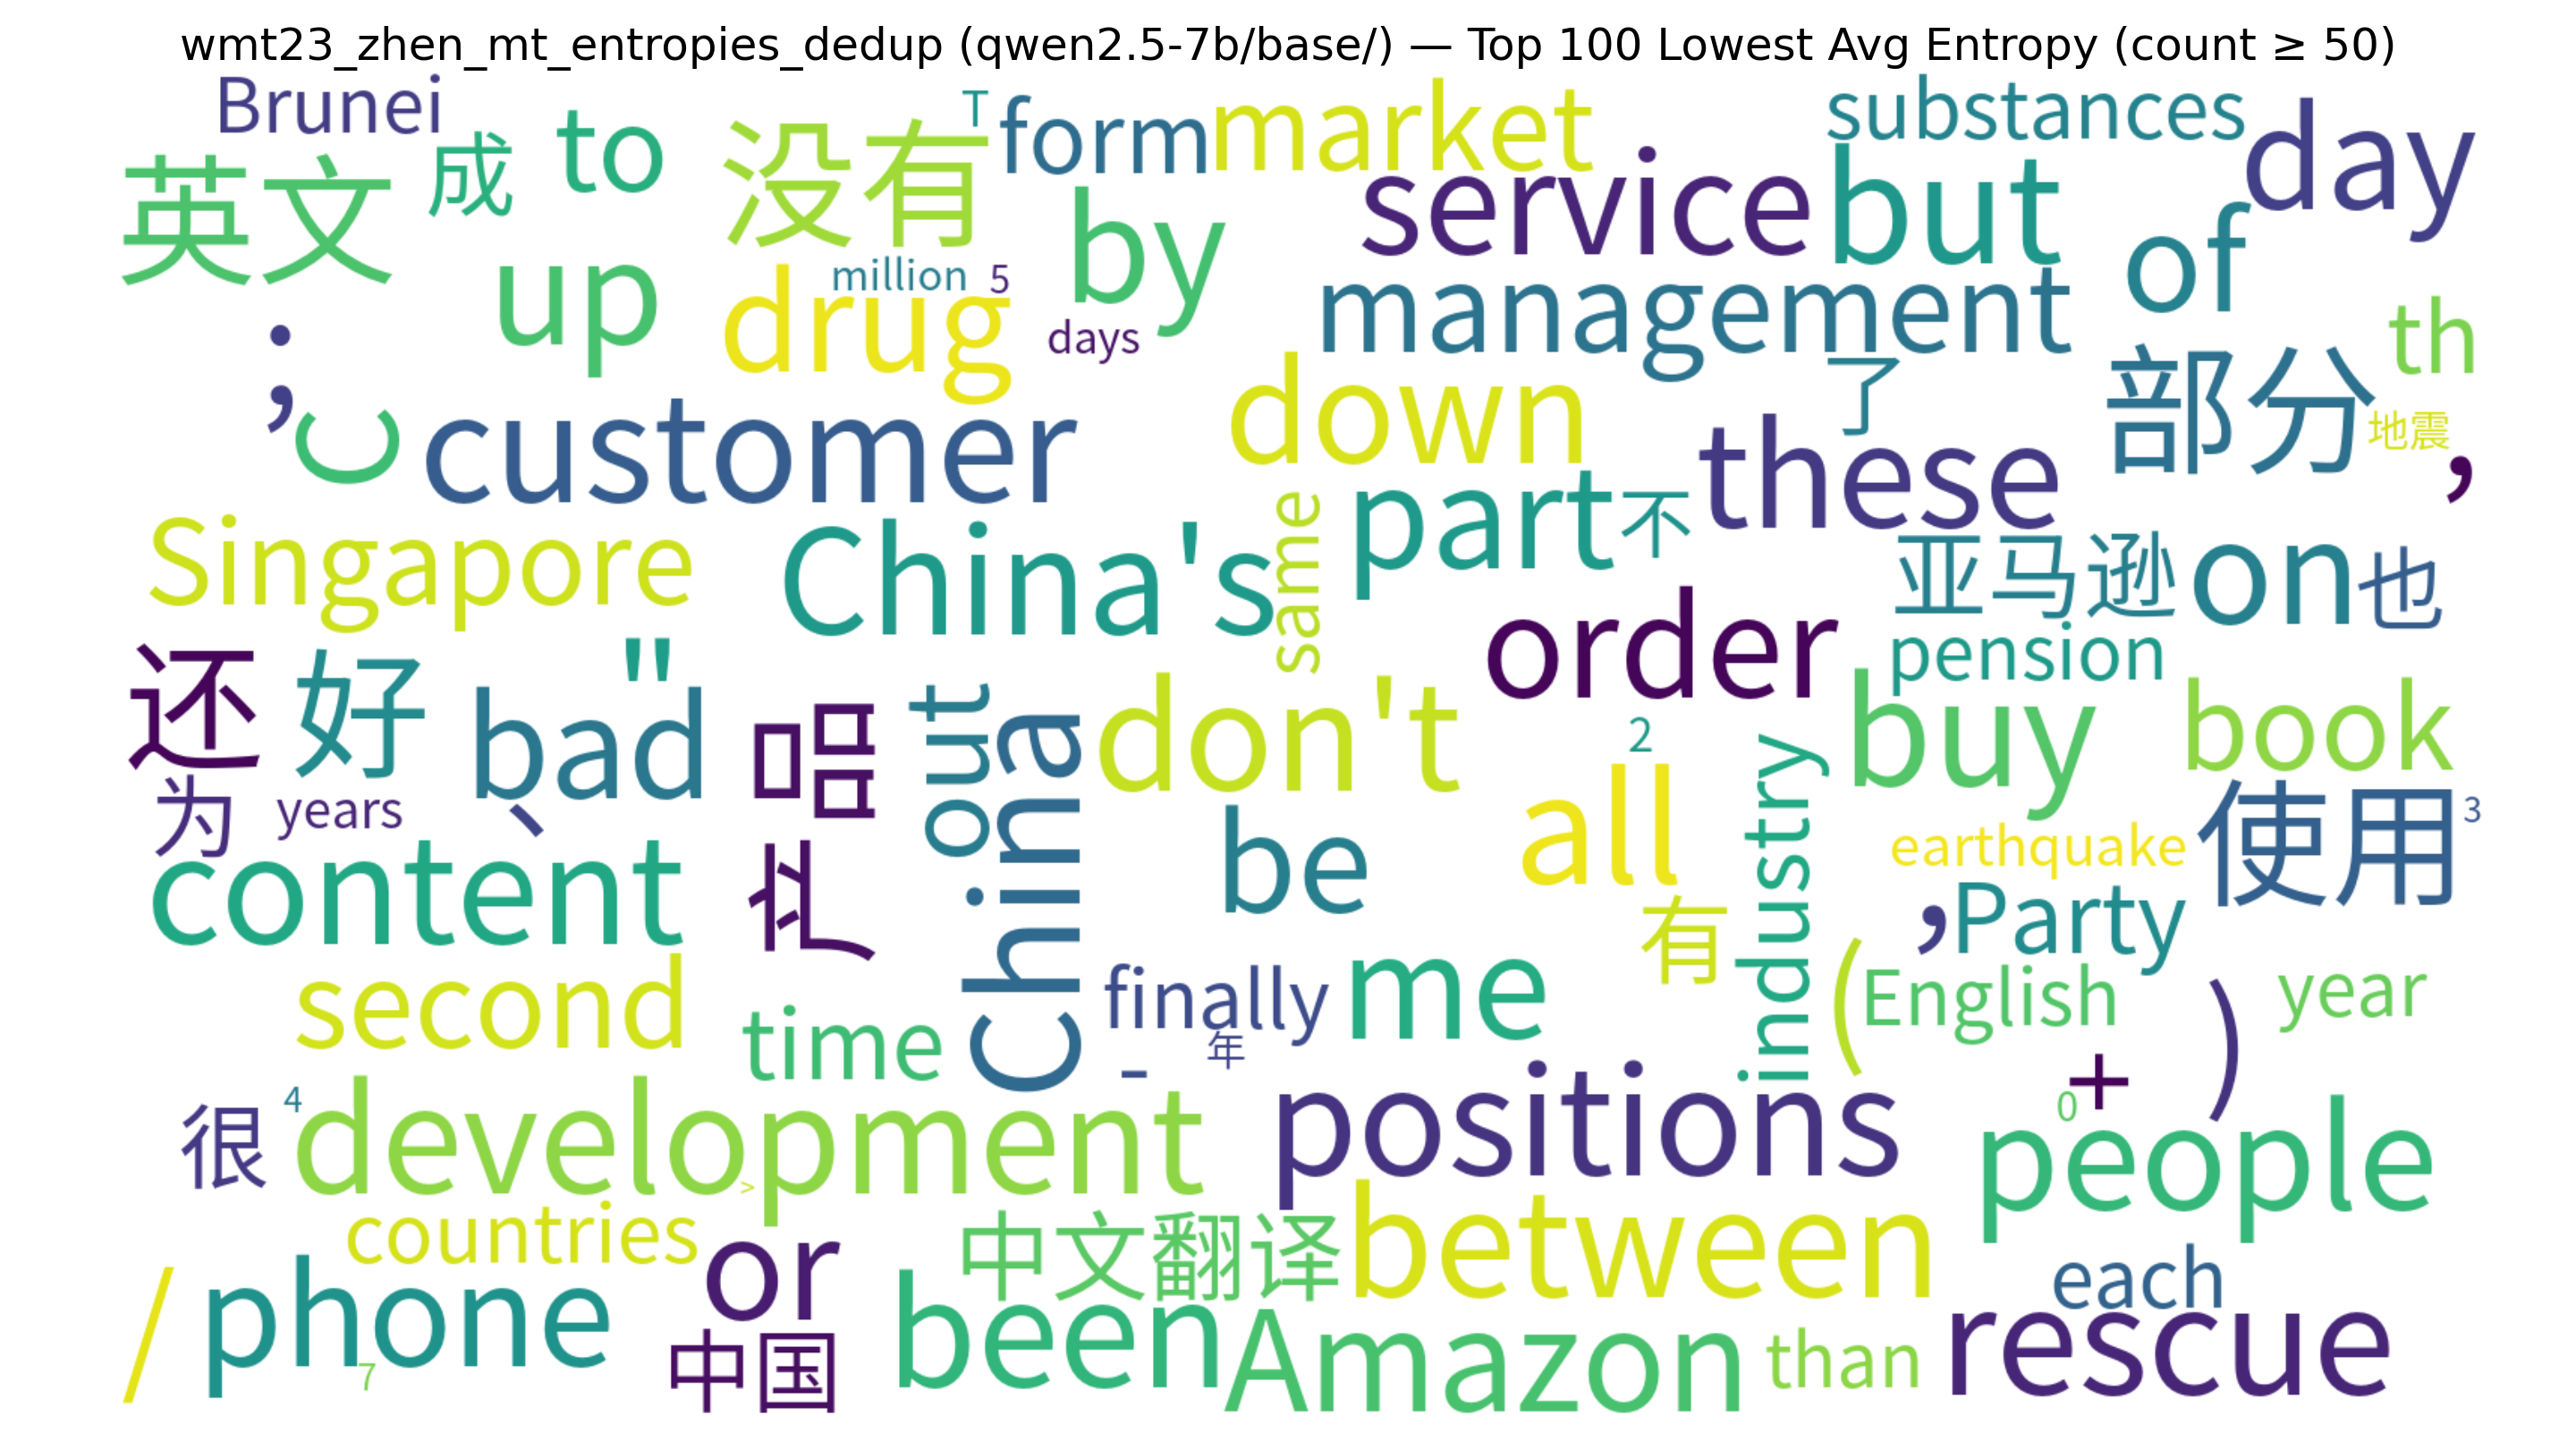 wmt23_zhen_mt_entropies_dedup (qwen2.5-7b/base/) — Top 100 Lowest Avg Entropy (count ≥ 50)
Brunei
成
to
没有
T
form
market
substances
day
英文
service
but
of
by
up
drug
million
5
days
management
th
;
C
customer
down
了
these
部分
地震
,
Singapore
China's
same
part
不
亚马逊
on
也
还
好
"
bad
产品
out
China
don't
order
pension
2
buy
book
为
years
、
content
be
all
industry
earthquake
使用
3
有
,
Party
second
time
finally
年
-
me
(
English
)
year
+
0
很
4
development
>
positions
people
countries
or
中文翻译
between
each
/
phone
7
中国
been
Amazon
than
rescue